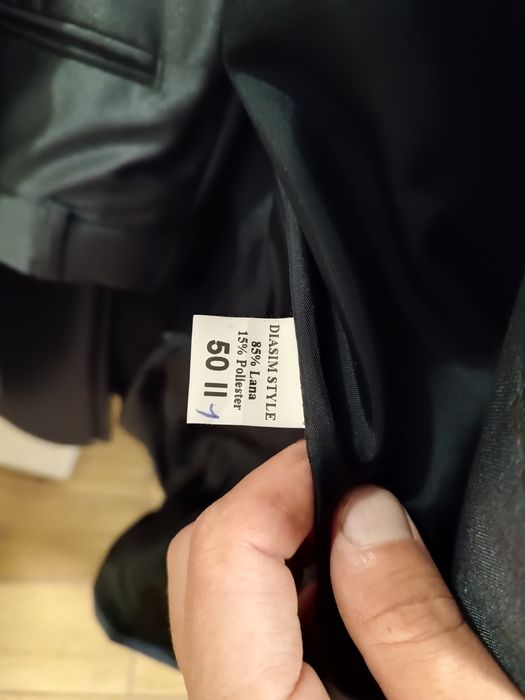 DIASIM STYLE
85% Lana
15% Poliester
50 II